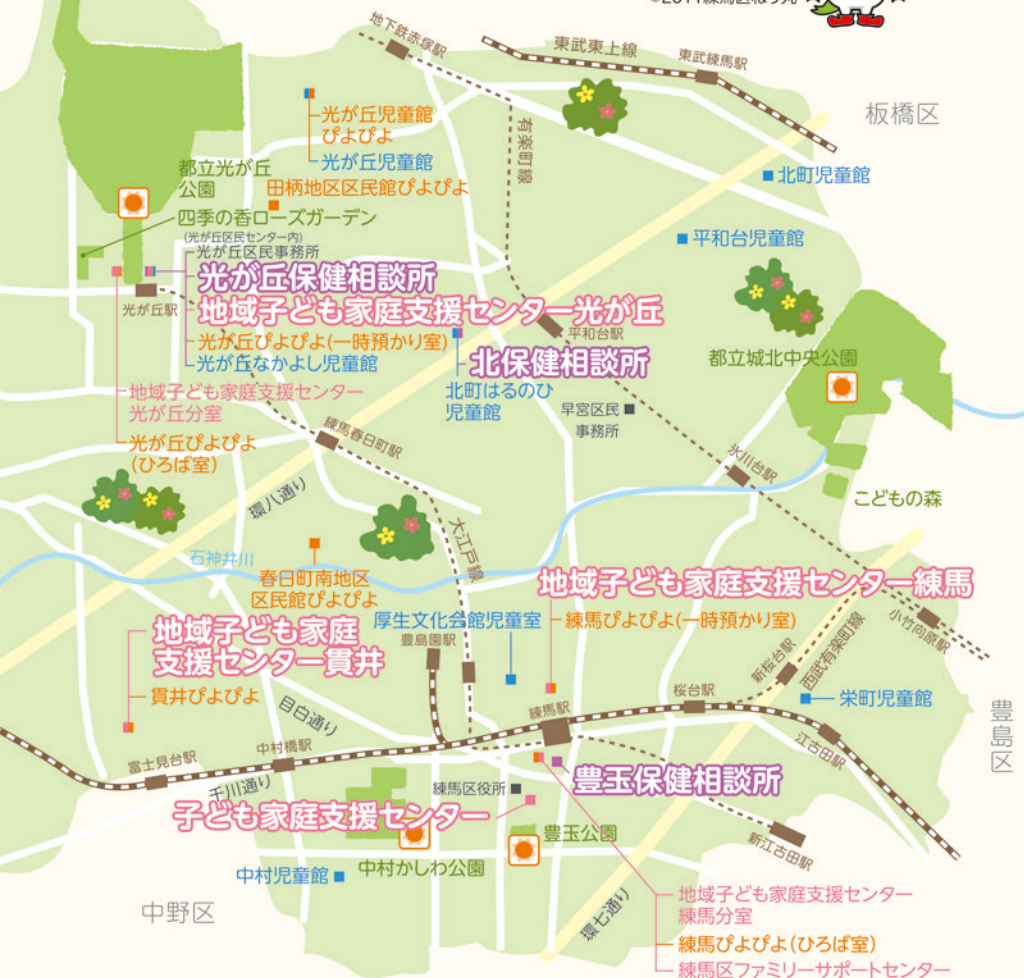 ©2011練馬区ねり丸
地下鉄赤塚駅
東武東上線
東武練馬駅
板橋区
光が丘児童館
ぴよぴよ
光が丘児童館
有楽町線
都立光が丘
公園
田柄地区区民館ぴよぴよ
北町児童館
四季の香ローズガーデン
(光が丘区民センター内)
光が丘区民事務所
平和台児童館
光が丘保健相談所
地域子ども家庭支援センター光が丘
光が丘駅
光が丘ぴよぴよ(一時預かり室)
光が丘なかよし児童館
平和台駅
北保健相談所
都立城北中央公園
地域子ども家庭支援センター
光が丘分室
北町はるのひ
児童館
早宮区民
事務所
光が丘ぴよぴよ
(ひろば室)
練馬春日町駅
氷川台駅
環八通り
こどもの森
大江戸線
石神井川
春日町南地区
区民館ぴよぴよ
地域子ども家庭支援センター練馬
厚生文化会館児童室
練馬ぴよぴよ(一時預かり室)
小竹向原駅
地域子ども家庭
支援センター貫井
豊島園駅
新桜台駅
西武有楽町線
貫井ぴよぴよ
目白通り
練馬駅
桜台駅
栄町児童館
豊島区
富士見台駅
中村橋駅
江古田駅
千川通り
練馬区役所
豊玉保健相談所
子ども家庭支援センター
豊玉公園
新江古田駅
中村児童館
中村かしわ公園
中野区
環七通り
地域子ども家庭支援センター
練馬分室
練馬ぴよぴよ(ひろば室)
練馬区ファミリーサポートセンター